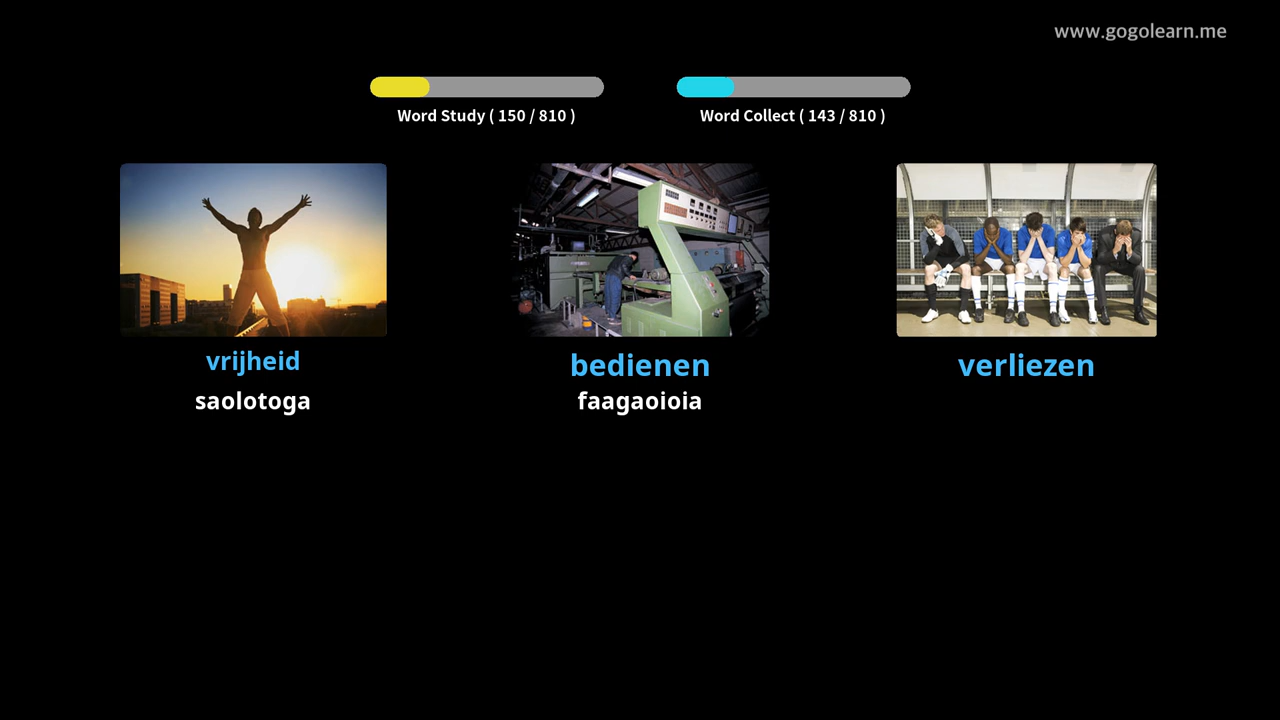 www.gogolearn.me
Word Study ( 150 / 810 )
Word Collect ( 143 / 810 )
vrijheid
saolotoga
bedienen
faagaoioia
verliezen